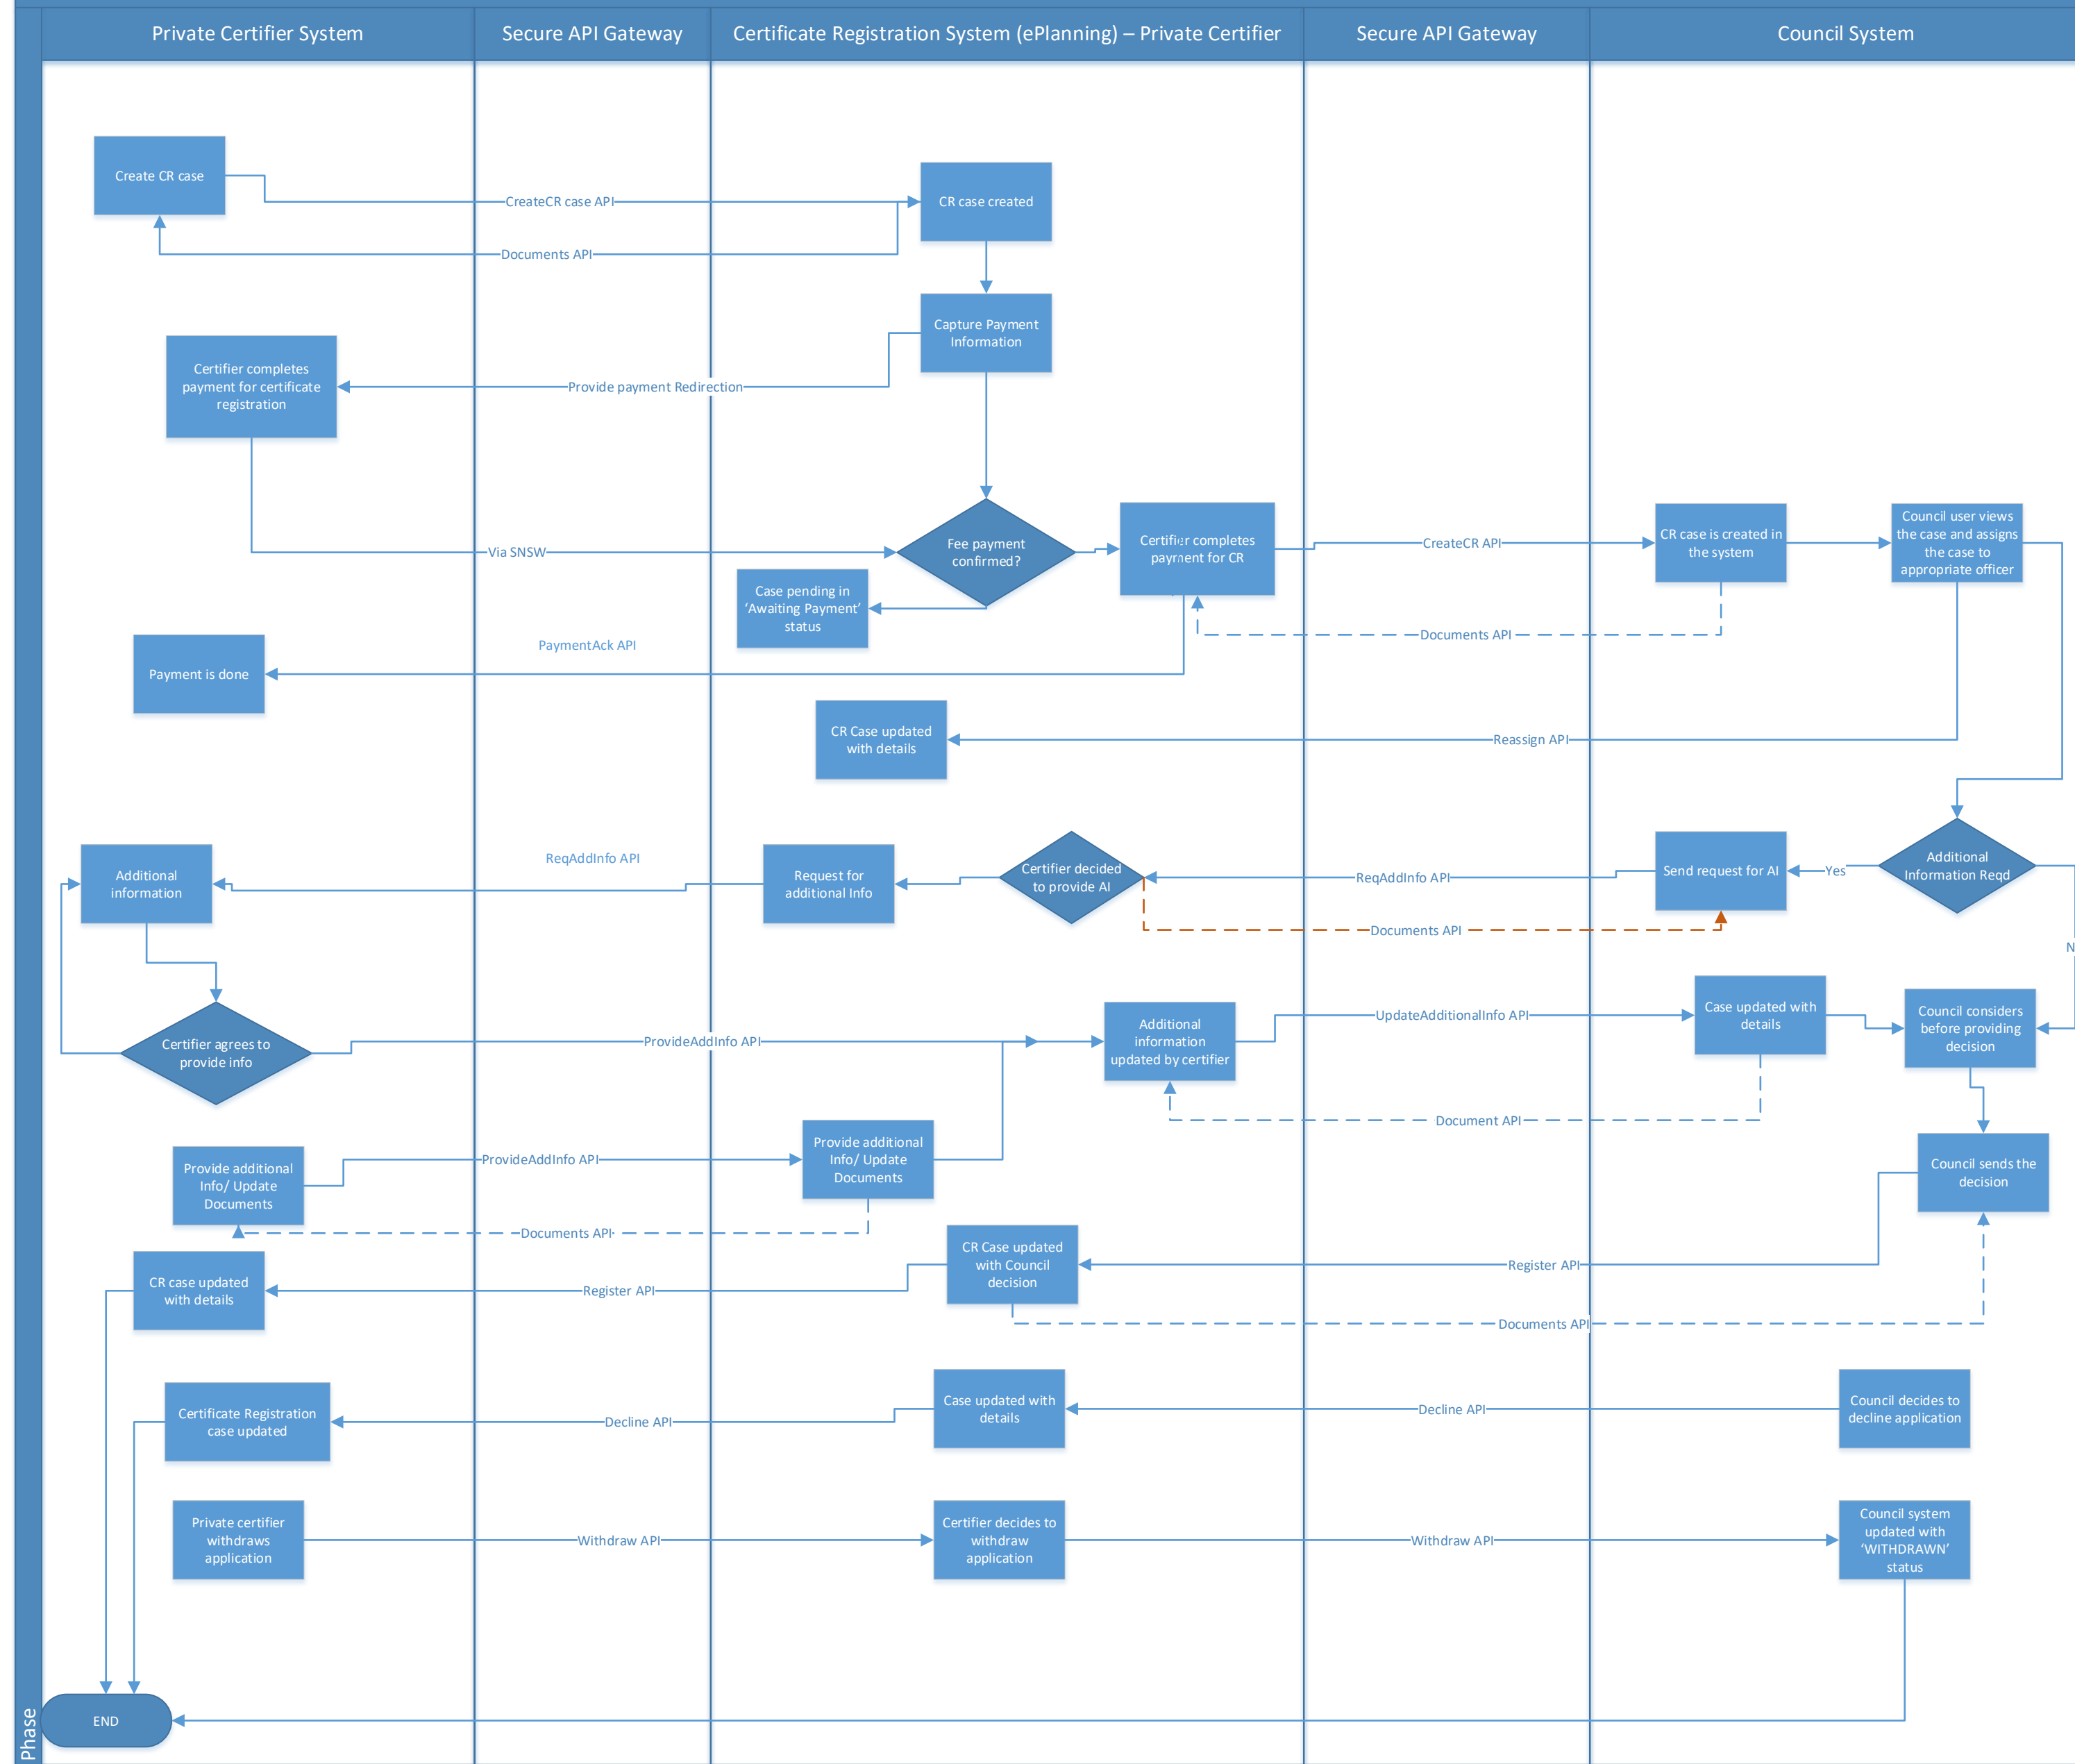 Private Certifier System
Secure API Gateway
Certificate Registration System (ePlanning) – Private Certifier
Secure API Gateway
Council System
Create CR case
CreateCR case API
CR case created
Documents API
Capture Payment
Information
Certifier completes
payment for certificate
registration
Provide payment Redirection
Via SNSW
Fee payment
confirmed?
Certifier completes
payment for CR
CreateCR API
CR case is created in
the system
Council user views
the case and assigns
the case to
appropriate officer
Case pending in
‘Awaiting Payment’
status
Documents API
PaymentAck API
Payment is done
CR Case updated
with details
Reassign API
Additional
information
ReqAddInfo API
Request for
additional Info
Certifier decided
to provide AI
ReqAddInfo API
Send request for AI
Yes
Additional
Information Reqd
Documents API
N
Certifier agrees to
provide info
ProvideAddInfo API
Additional
information
updated by certifier
UpdateAdditionalInfo API
Case updated with
details
Council considers
before providing
decision
Document API
Provide additional
Info/ Update
Documents
ProvideAddInfo API
Provide additional
Info/ Update
Documents
Council sends the
decision
Documents API
CR case updated
with details
Register API
CR Case updated
with Council
decision
Register API
Documents API
Certificate Registration
case updated
Decline API
Case updated with
details
Decline API
Council decides to
decline application
Private certifier
withdraws
application
Withdraw API
Certifier decides to
withdraw
application
Withdraw API
Council system
updated with
‘WITHDRAWN’
status
END
Phase